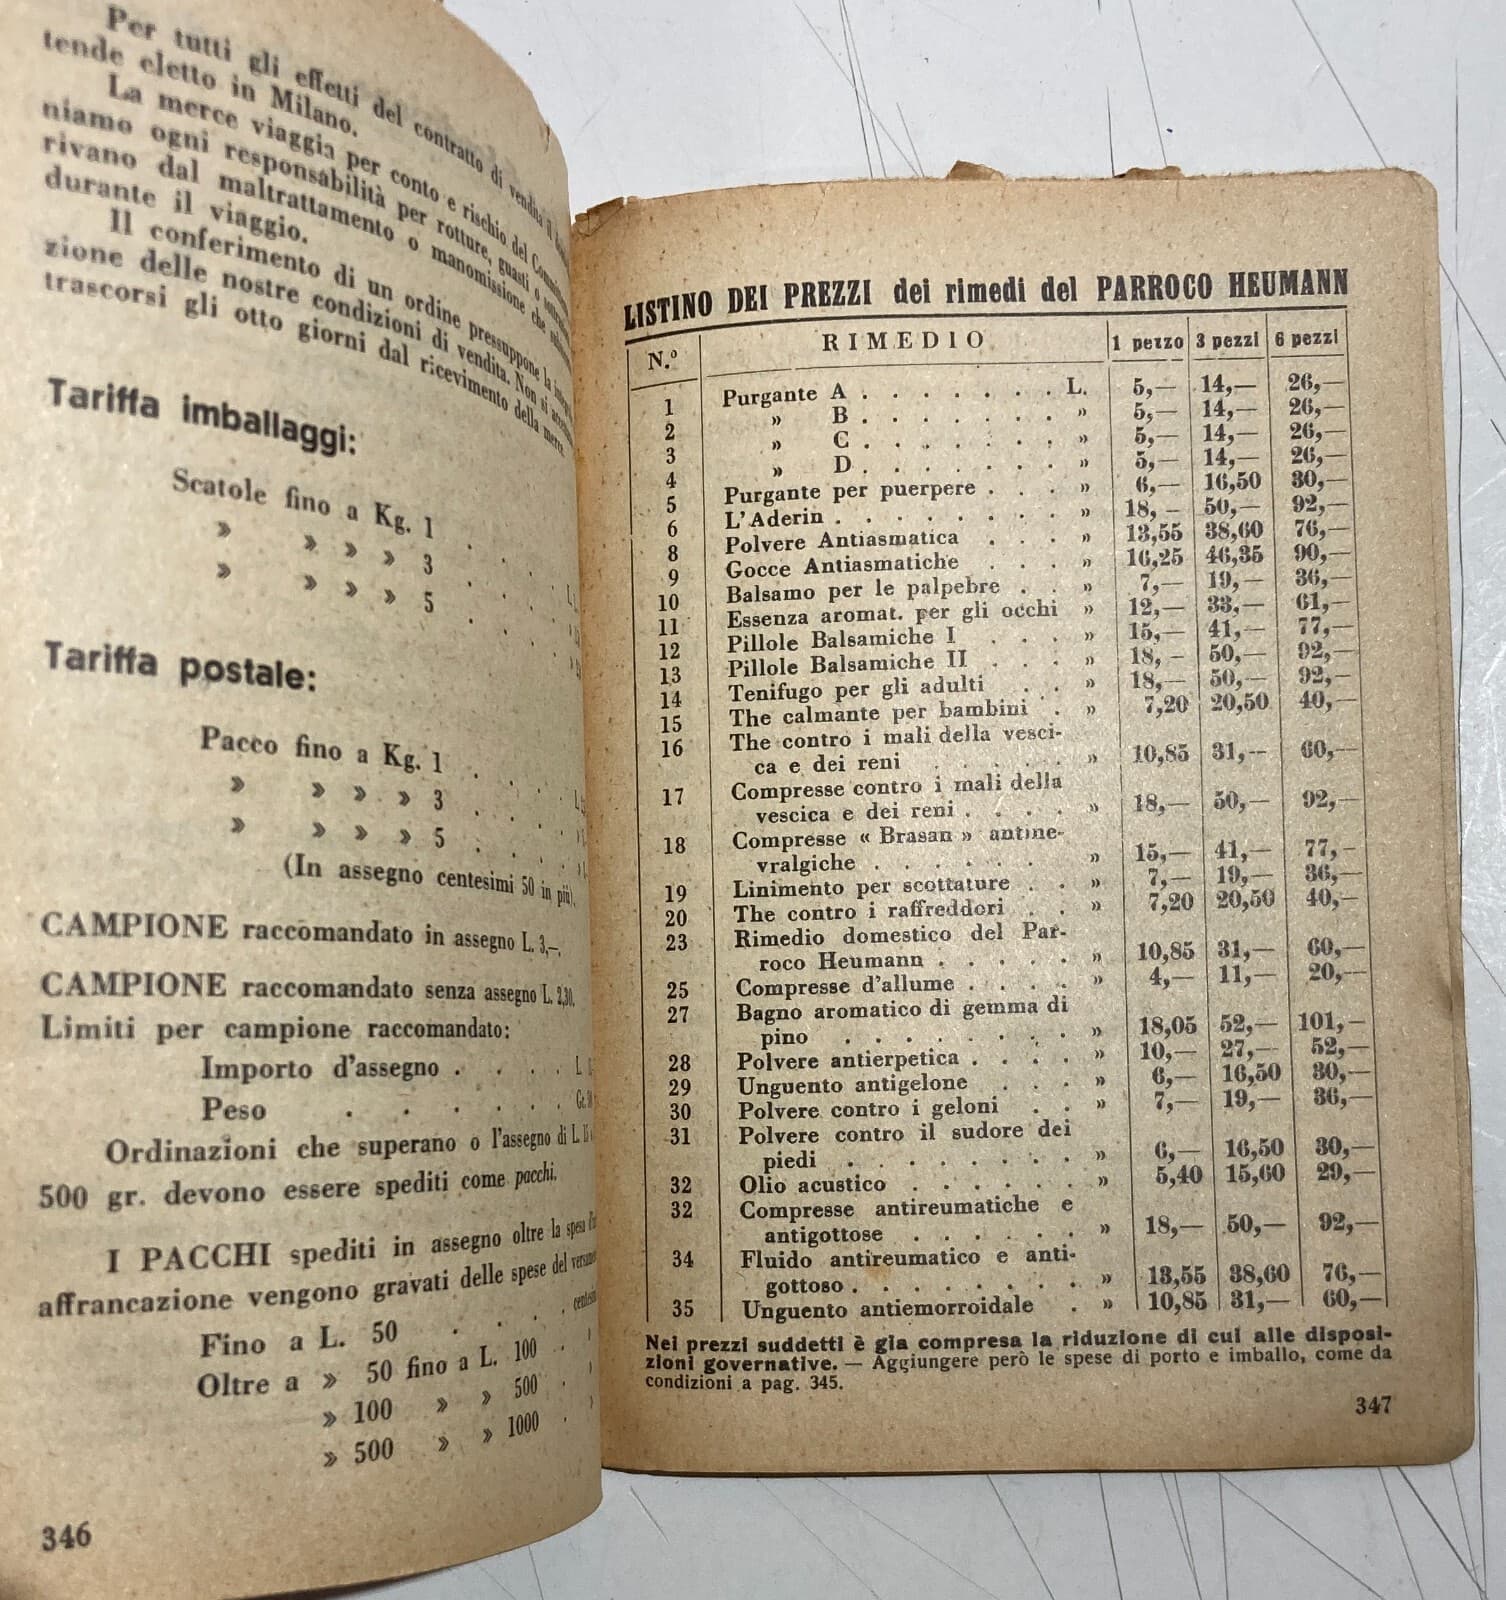 Per tutti gli effetti del contratto di vendita il
tende eletto in Milano.
La merce viaggia per conto e rischio del
niamo ogni responsabilità per rotture, guasti o
rivano dal maltrattamento o manomissione che
durante il viaggio.
Il conferimento di un ordine pressuppone la
zione delle nostre condizioni di vendita. Non si
trascorsi gli otto giorni dal ricevimento della merce.
Tariffa imballaggi:
Scatole fino a Kg. 1 . . .
» » » » 3 . . .
» » » » 5 . . .
Tariffa postale:
Pacco fino a Kg. 1 . . .
» » » » 3 . . .
» » » » 5 . . .
(In assegno centesimi 50 in più).
CAMPIONE raccomandato in assegno L. 3,—.
CAMPIONE raccomandato senza assegno L. 2,30.
Limiti per campione raccomandato:
Importo d'assegno . . . . L.
Peso . . . . . Gr.
Ordinazioni che superano o l'assegno di L.
500 gr. devono essere spediti come pacchi.
I PACCHI spediti in assegno oltre la spesa
affrancazione vengono gravati delle spese del
Fino a L. 50 . . .
Oltre a » 50 fino a L. 100 .
» 100 » » 500 .
» 500 » » 1000 .
346
LISTINO DEI PREZZI dei rimedi del PARROCO HEUMANN
N.º RIMEDIO 1 pezzo 3 pezzi 6 pezzi
1 Purgante A . . . . . . . L. 5,— 14,— 26,—
2 » B . . . . . . . » 5,— 14,— 26,—
3 » C . . . . . . . » 5,— 14,— 26,—
4 » D . . . . . . . » 5,— 14,— 26,—
5 Purgante per puerpere . . . » 6,— 16,50 30,—
6 L'Aderin . . . . . . . . » 18,— 50,— 92,—
8 Polvere Antiasmatica . . . » 13,55 38,60 76,—
9 Gocce Antiasmatiche . . . » 16,25 46,35 90,—
10 Balsamo per le palpebre . . » 7,— 19,— 36,—
11 Essenza aromat. per gli occhi » 12,— 33,— 61,—
12 Pillole Balsamiche I . . . » 15,— 41,— 77,—
13 Pillole Balsamiche II . . . » 18,— 50,— 92,—
14 Tenifugo per gli adulti . . » 18,— 50,— 92,—
15 The calmante per bambini . » 7,20 20,50 40,—
16 The contro i mali della vesci-
ca e dei reni . . . . . » 10,85 31,— 60,—
17 Compresse contro i mali della
vescica e dei reni . . . . » 18,— 50,— 92,—
18 Compresse « Brasan » antine-
vralgiche . . . . . . » 15,— 41,— 77,—
19 Linimento per scottature . . » 7,— 19,— 36,—
20 The contro i raffreddori . . » 7,20 20,50 40,—
23 Rimedio domestico del Par-
roco Heumann . . . . . » 10,85 31,— 60,—
25 Compresse d'allume . . . . » 4,— 11,— 20,—
27 Bagno aromatico di gemma di
pino . . . . . . . » 18,05 52,— 101,—
28 Polvere antierpetica . . . . » 10,— 27,— 52,—
29 Unguento antigelone . . . » 6,— 16,50 30,—
30 Polvere contro i geloni . . » 7,— 19,— 36,—
31 Polvere contro il sudore dei
piedi . . . . . . . » 6,— 16,50 30,—
32 Olio acustico . . . . . . » 5,40 15,60 29,—
32 Compresse antireumatiche e
antigottose . . . . . . » 18,— 50,— 92,—
34 Fluido antireumatico e anti-
gottoso . . . . . . . » 13,55 38,60 76,—
35 Unguento antiemorroidale . » 10,85 31,— 60,—
Nei prezzi suddetti è gia compresa la riduzione di cui alle disposi-
zioni governative. — Aggiungere però le spese di porto e imballo, come da
condizioni a pag. 345.
347